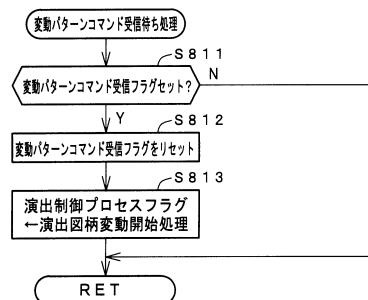 変動パターンコマンド受信待ち処理
S811
変動パターンコマンド受信フラグセット?
N
Y
S812
変動パターンコマンド受信フラグをリセット
S813
演出制御プロセスフラグ
←演出図柄変動開始処理
RET